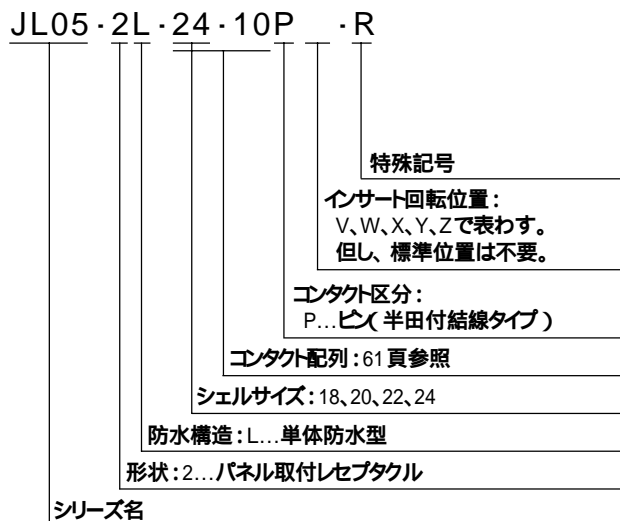 JL05-2L-24-10P -R
特殊記号
インサート回転位置:
V、W、X、Y、Zで表わす。
但し、標準位置は不要。
コンタクト区分:
P…ピン(半田付結線タイプ)
コンタクト配列:61頁参照
シェルサイズ:18、20、22、24
防水構造:L…単体防水型
形状:2…パネル取付レセプタクル
シリーズ名